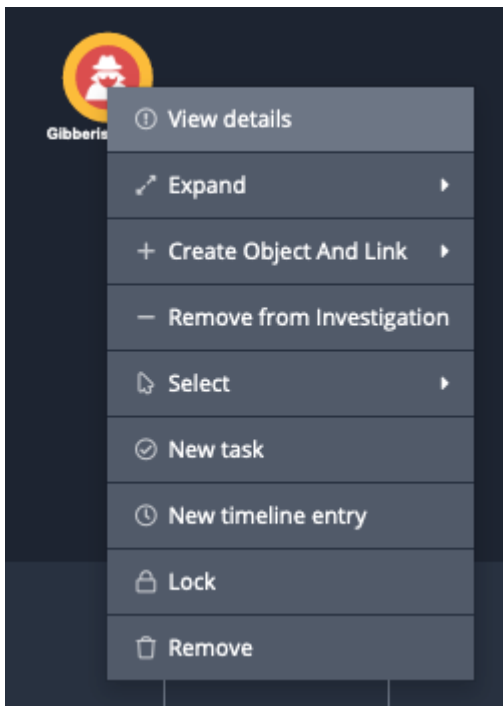 Gibberis
View details
Expand
Create Object And Link
Remove from Investigation
Select
New task
New timeline entry
Lock
Remove